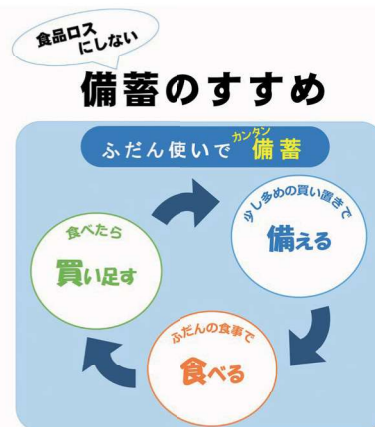 食品ロス
にしない
備蓄のすすめ
ふだん使いで備蓄
カンタン
少し多めの買い置きで
備える
食べたら
買い足す
ふだんの食事で
食べる